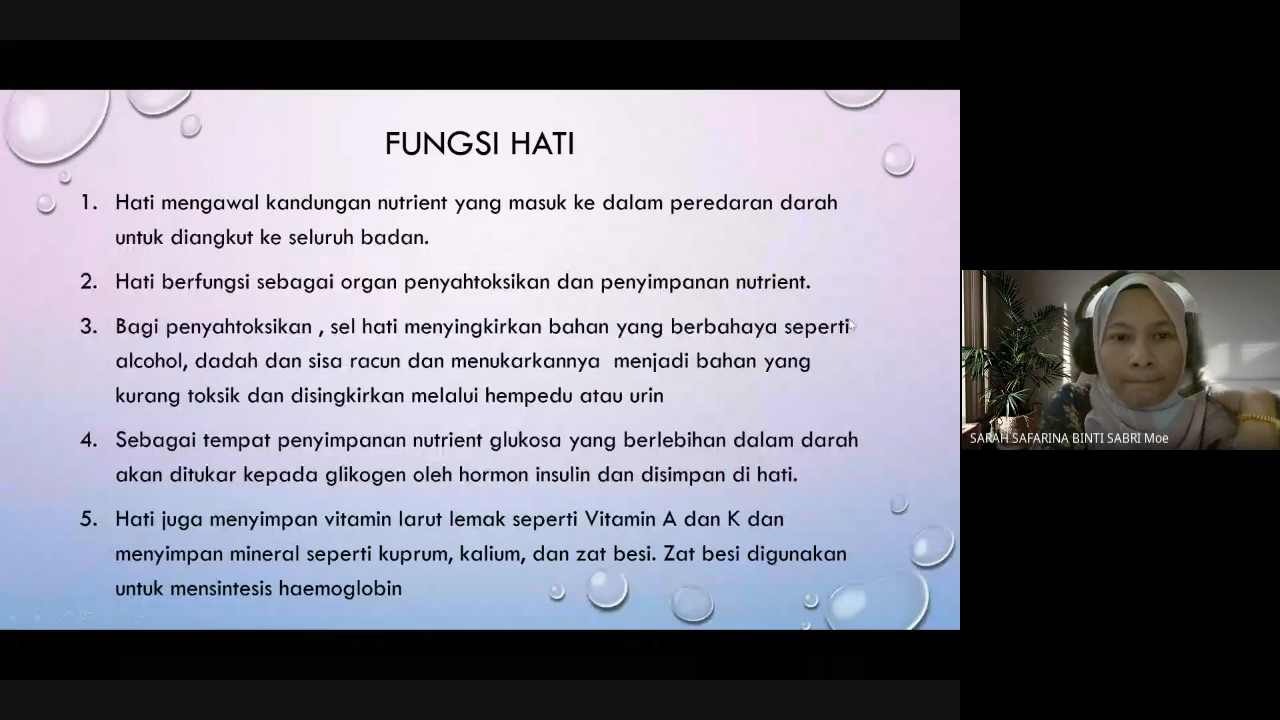 FUNGSI HATI
1. Hati mengawal kandungan nutrient yang masuk ke dalam peredaran darah
untuk diangkut ke seluruh badan.
2. Hati berfungsi sebagai organ penyahtoksikan dan penyimpanan nutrient.
3. Bagi penyahtoksikan , sel hati menyingkirkan bahan yang berbahaya seperti
alcohol, dadah dan sisa racun dan menukarkannya menjadi bahan yang
kurang toksik dan disingkirkan melalui hempedu atau urin
4. Sebagai tempat penyimpanan nutrient glukosa yang berlebihan dalam darah
akan ditukar kepada glikogen oleh hormon insulin dan disimpan di hati.
5. Hati juga menyimpan vitamin larut lemak seperti Vitamin A dan K dan
menyimpan mineral seperti kuprum, kalium, dan zat besi. Zat besi digunakan
untuk mensintesis haemoglobin
SARAH SAFARINA BINTI SABRI Moe